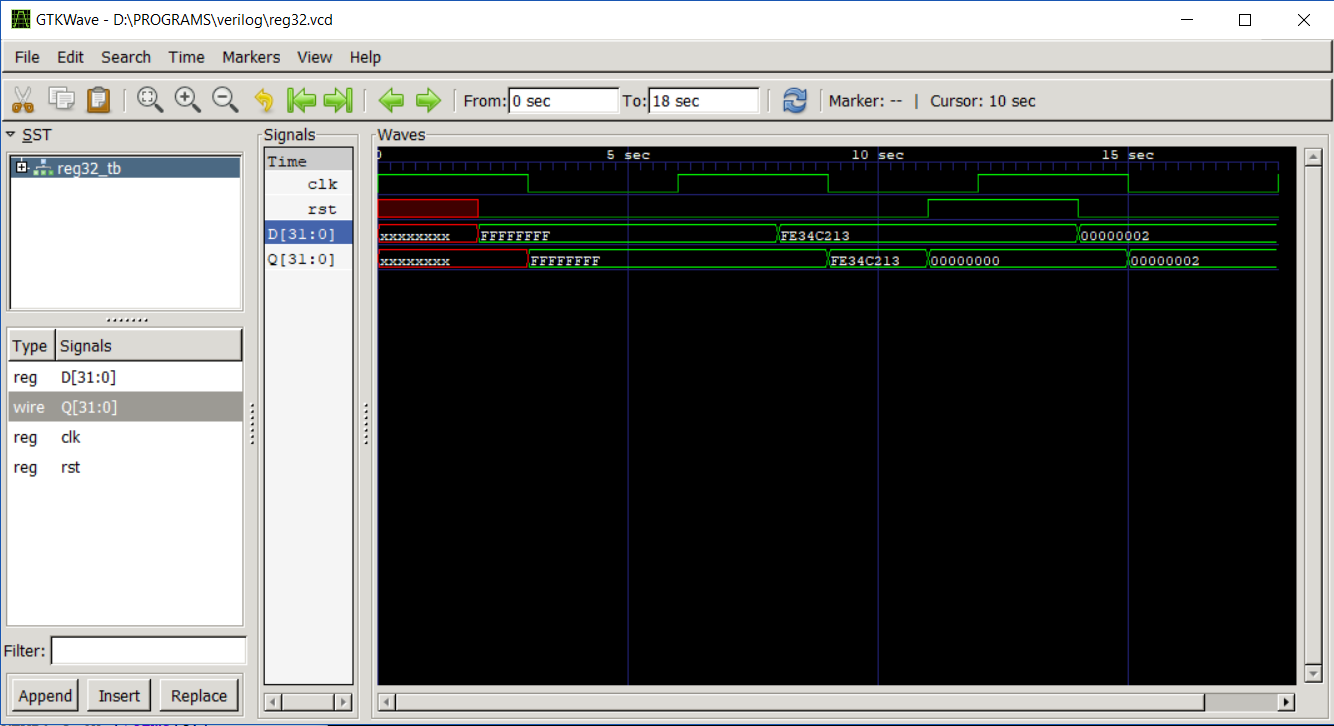 GTKWave - D:\PROGRAMS\verilog\reg32.vcd
File Edit Search Time Markers View Help
From: 0 sec To: 18 sec Marker: -- | Cursor: 10 sec
SST
reg32_tb
Type Signals
reg D[31:0]
wire Q[31:0]
reg clk
reg rst
Filter:
Append Insert Replace
Signals
Time
clk
rst
D[31:0]
Q[31:0]
Waves
0 5 sec 10 sec 15 sec
xxxxxxxx FFFFFFFF FE34C213 00000002
xxxxxxxx FFFFFFFF FE34C213 00000000 00000002